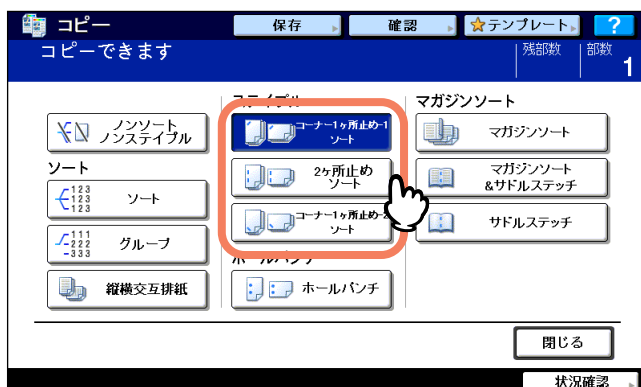 コピー
保存
確認
テンプレート
?
コピーできます
残部数
部数
1
ステイプル
マガジンソート
ノンソート
ノンステイプル
コーナー1ヶ所止め-1
ソート
マガジンソート
ソート
2ヶ所止め
ソート
マガジンソート
&サドルステッチ
123
123
123
ソート
コーナー1ヶ所止め-2
ソート
サドルステッチ
111
222
333
グループ
ホールパンチ
縦横交互排紙
ホールパンチ
閉じる
状況確認